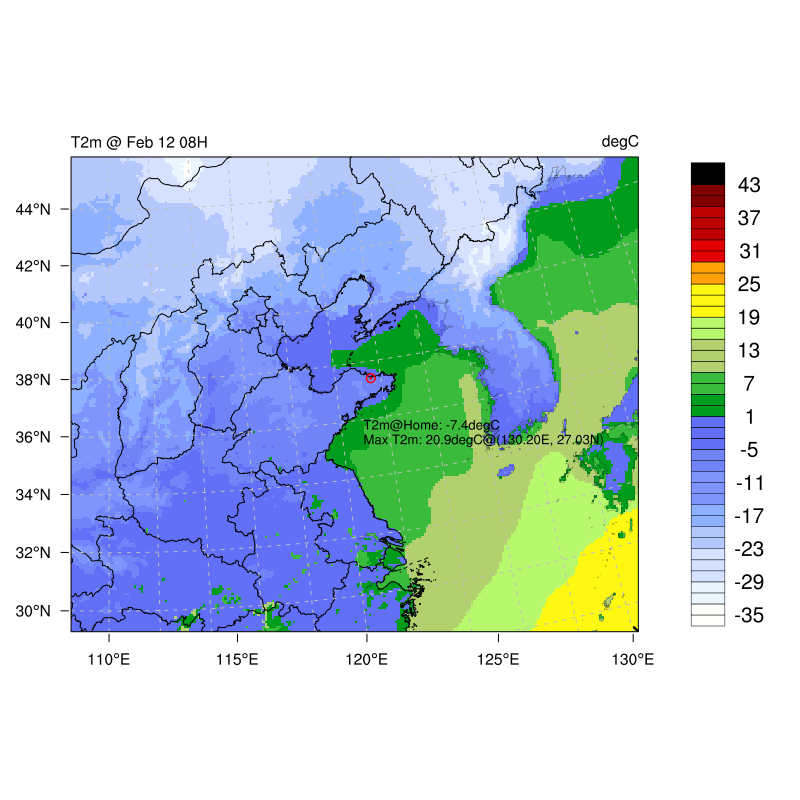 T2m @ Feb 12 08H
degC
44°N
42°N
40°N
38°N
36°N
34°N
32°N
30°N
110°E
115°E
120°E
125°E
130°E
T2m@Home: -7.4degC
Max T2m: 20.9degC@(130.20E, 27.03N)
43
37
31
25
19
13
7
1
-5
-11
-17
-23
-29
-35